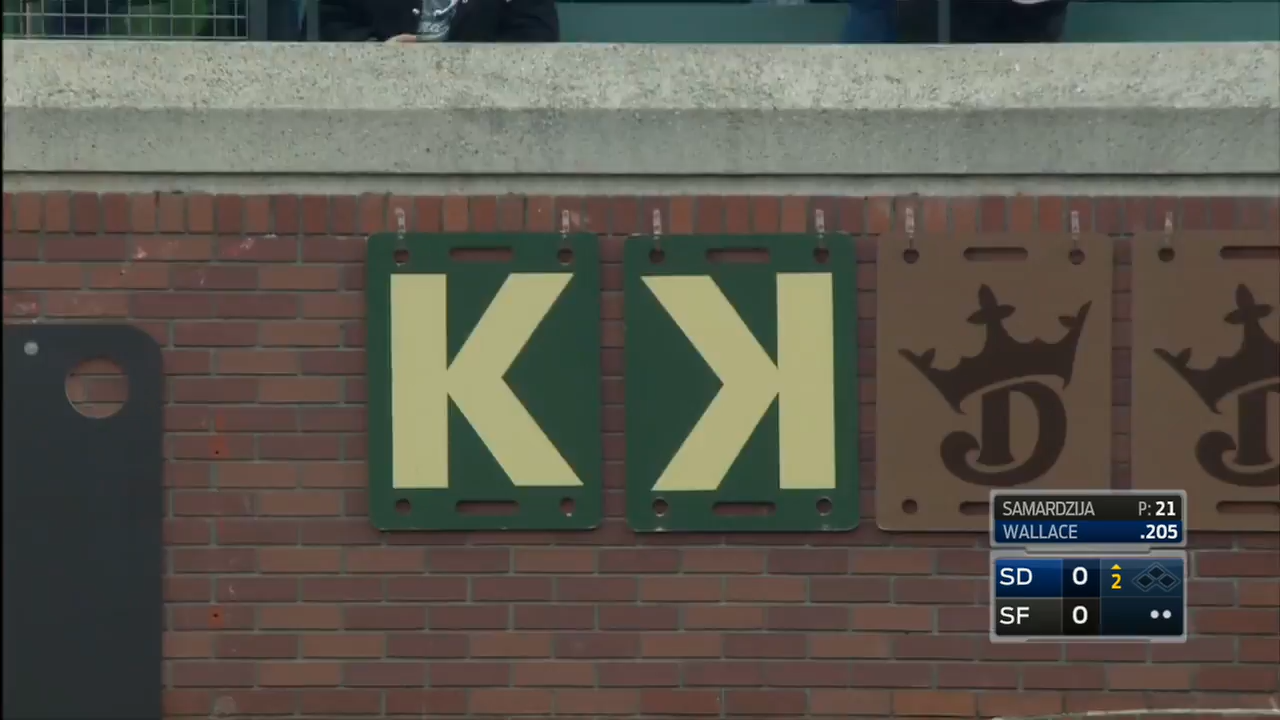 K ꓘ D D
SAMARDZIJA P: 21
WALLACE .205
SD 0 2
SF 0